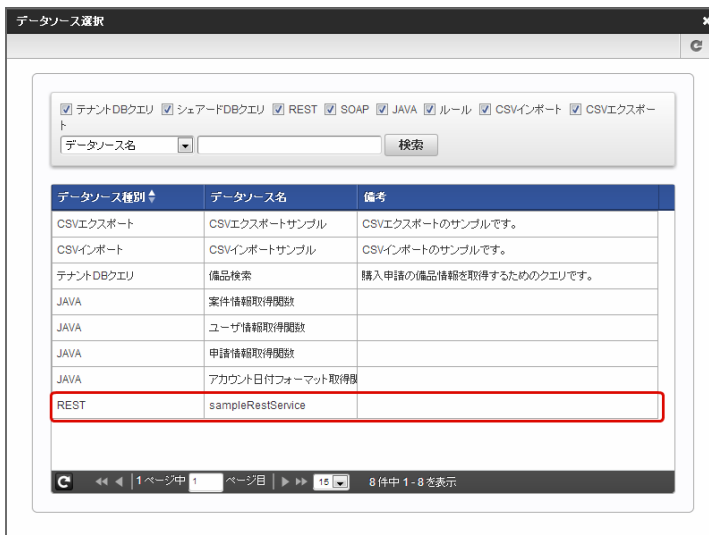 データソース選択
テナントDBクエリ シェアードDBクエリ REST SOAP JAVA ルール CSVインポート CSVエクスポー
ト
データソース名 検索
データソース種別 データソース名 備考
CSVエクスポート CSVエクスポートサンプル CSVエクスポートのサンプルです。
CSVインポート CSVインポートサンプル CSVインポートのサンプルです。
テナントDBクエリ 備品検索 購入申請の備品情報を取得するためのクエリです。
JAVA 案件情報取得関数
JAVA ユーザ情報取得関数
JAVA 申請情報取得関数
JAVA アカウント日付フォーマット取得関
REST sampleRestService
1 ページ中 1 ページ目 15 8 件中 1 - 8 を表示